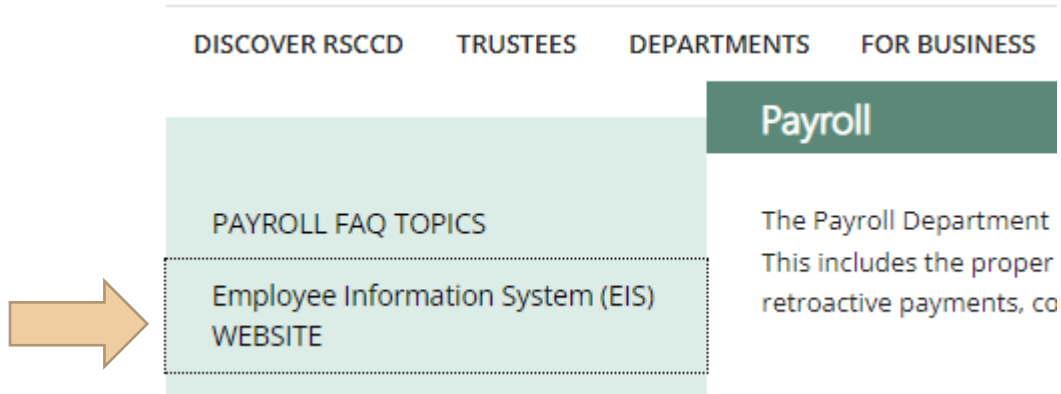 DISCOVER RSCCD TRUSTEES DEPARTMENTS FOR BUSINESS
Payroll
PAYROLL FAQ TOPICS
Employee Information System (EIS)
WEBSITE
The Payroll Department
This includes the proper
retroactive payments, co